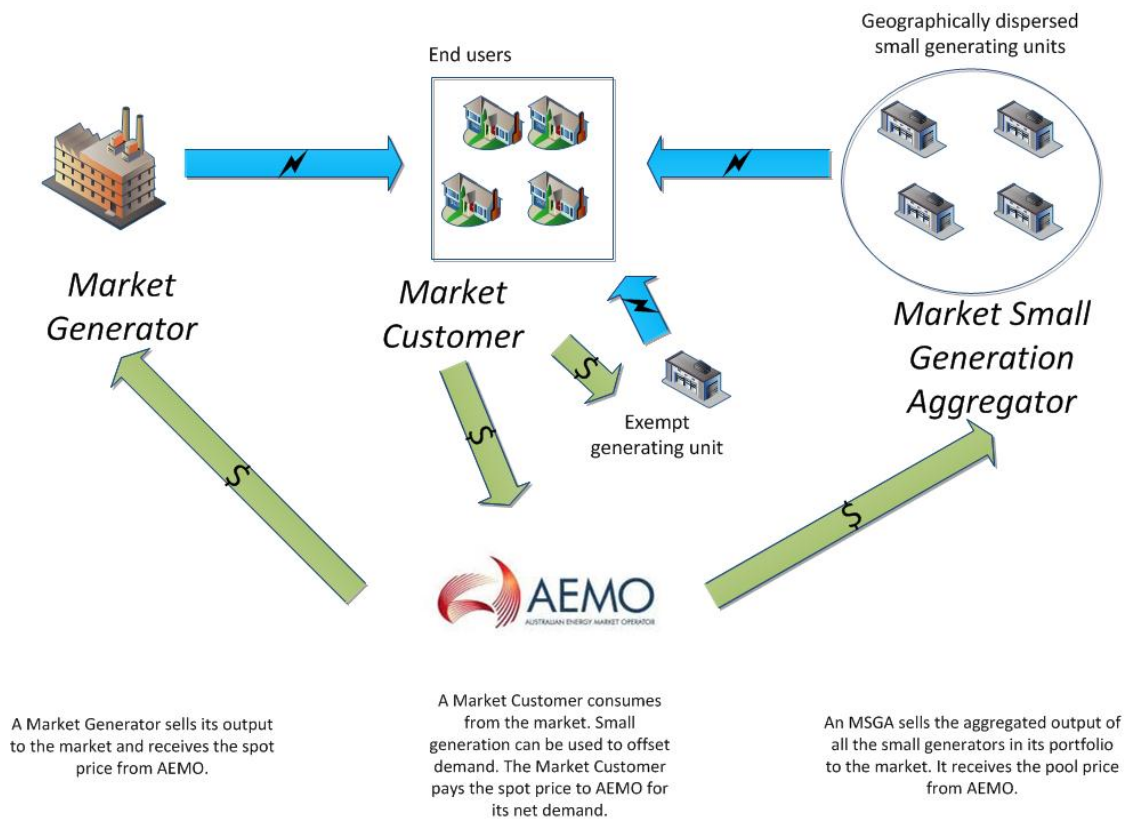 Geographically dispersed
small generating units
End users
Market
Generator
Market
Customer
Market Small
Generation
Aggregator
$
$
$
$
Exempt
generating unit
AEMO
AUSTRALIAN ENERGY MARKET OPERATOR
A Market Generator sells its output
to the market and receives the spot
price from AEMO.
A Market Customer consumes
from the market. Small
generation can be used to offset
demand. The Market Customer
pays the spot price to AEMO for
its net demand.
An MSGA sells the aggregated output of
all the small generators in its portfolio
to the market. It receives the pool price
from AEMO.